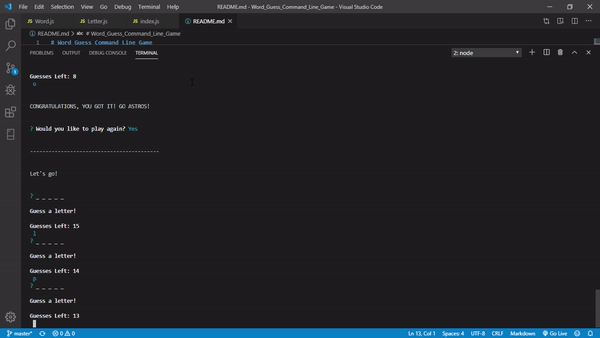 File Edit Selection View Go Debug Terminal Help
README.md - Word_Guess_Command_Line_Game - Visual Studio Code
Word.js Letter.js index.js README.md
README.md > # Word_Guess_Command_Line_Game
1 # Word Guess Command Line Game
PROBLEMS OUTPUT DEBUG CONSOLE TERMINAL 2: node
Guesses Left: 8
o
CONGRATULATIONS, YOU GOT IT! GO ASTROS!
? Would you like to play again? Yes
------------------------------------------
Let's go!
? _ _ _ _ _
Guess a letter!
Guesses Left: 15
l
? _ _ _ _ _
Guess a letter!
Guesses Left: 14
p
? _ _ _ _ _
Guess a letter!
Guesses Left: 13
master* 0 0 Ln 13, Col 1 Spaces: 4 UTF-8 CRLF Markdown Go Live